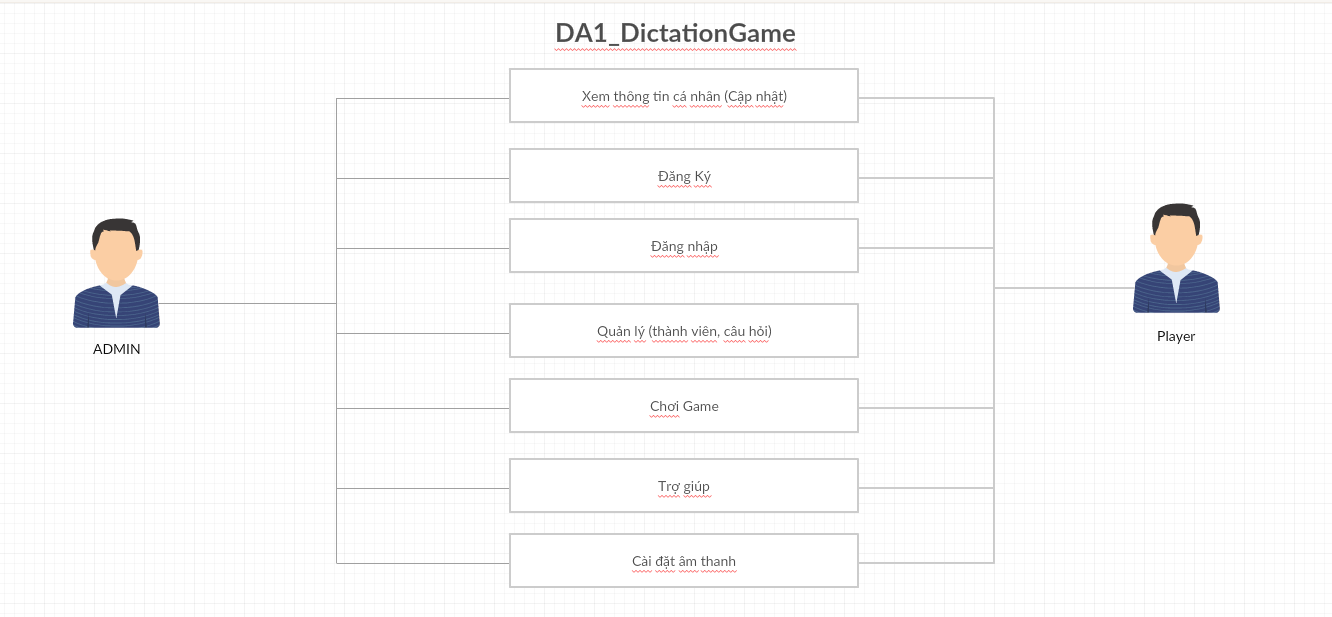 DA1_DictationGame
Xem thông tin cá nhân (Cập nhật)
Đăng Ký
Đăng nhập
Quản lý (thành viên, câu hỏi)
ADMIN
Player
Chơi Game
Trợ giúp
Cài đặt âm thanh